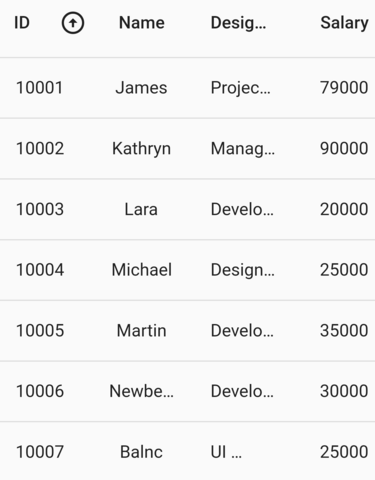 ID Name Desig... Salary
10001 James Projec... 79000
10002 Kathryn Manag... 90000
10003 Lara Develo... 20000
10004 Michael Design... 25000
10005 Martin Develo... 35000
10006 Newbe... Develo... 30000
10007 Balnc UI ... 25000